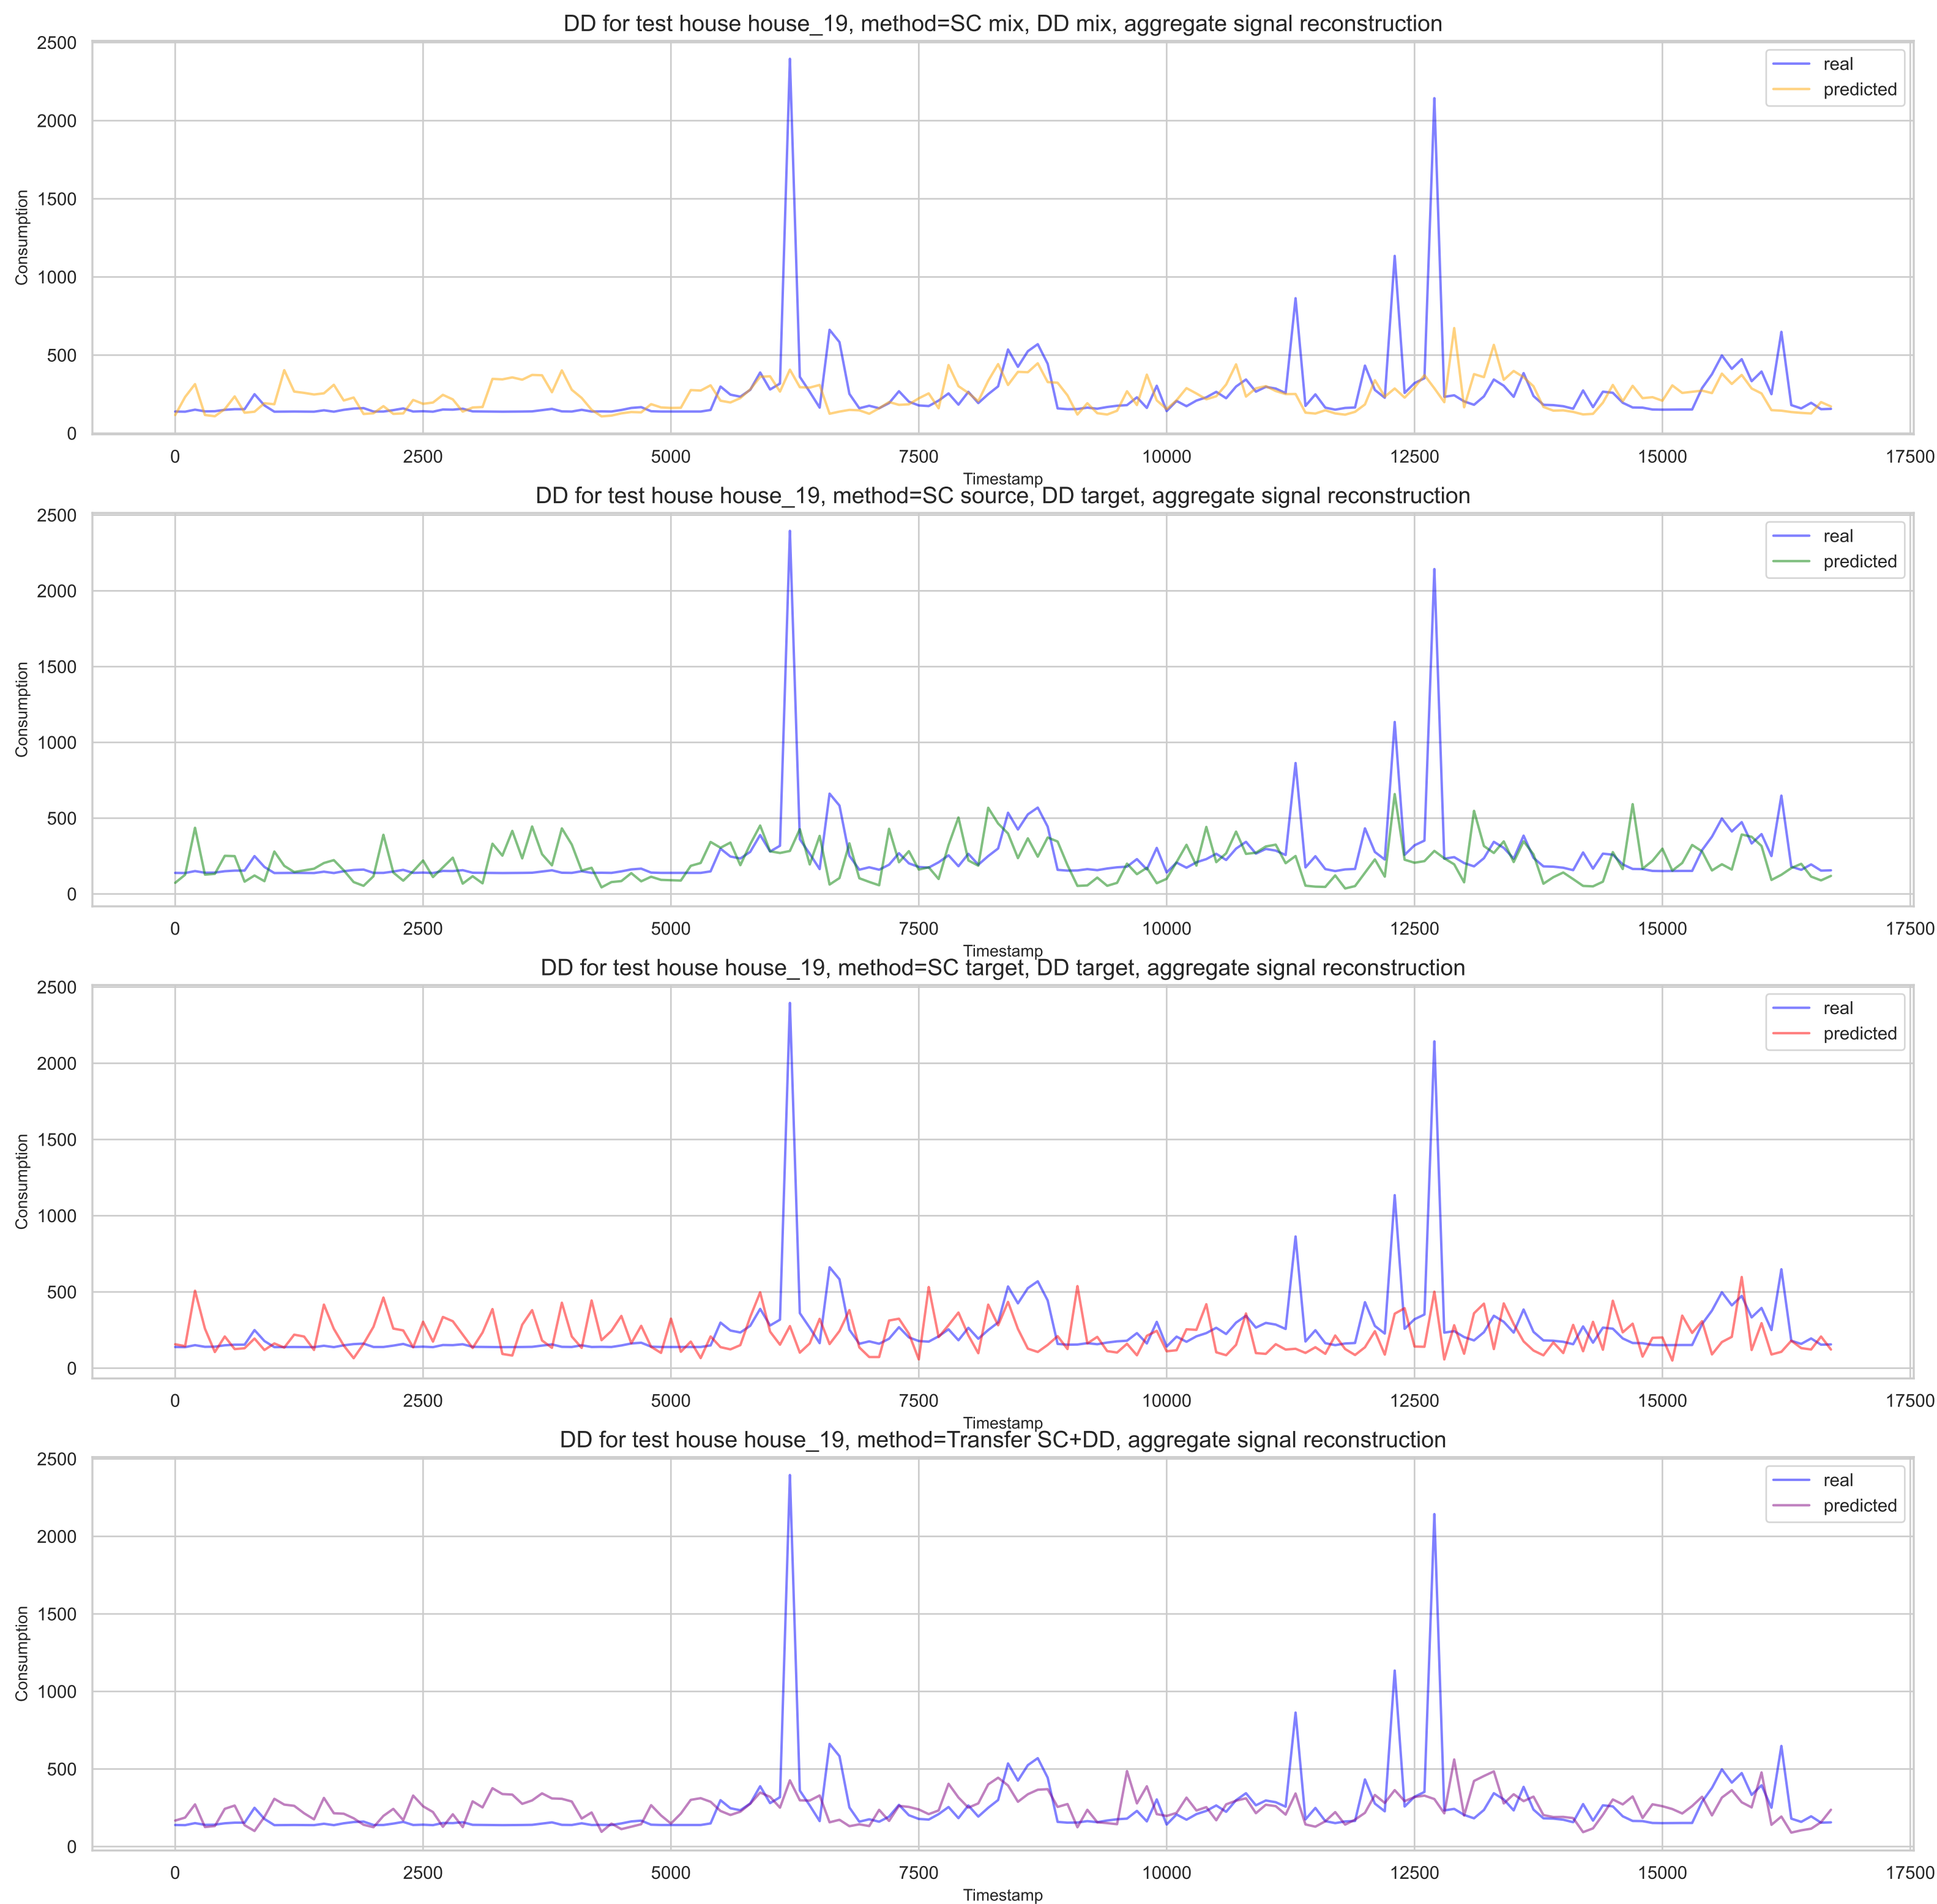 DD for test house house_19, method=SC mix, DD mix, aggregate signal reconstruction
2500
2000
1500
1000
500
0
Consumption
real
predicted
0 2500 5000 7500 10000 12500 15000 17500
Timestamp
DD for test house house_19, method=SC source, DD target, aggregate signal reconstruction
2500
2000
1500
1000
500
0
Consumption
real
predicted
0 2500 5000 7500 10000 12500 15000 17500
Timestamp
DD for test house house_19, method=SC target, DD target, aggregate signal reconstruction
2500
2000
1500
1000
500
0
Consumption
real
predicted
0 2500 5000 7500 10000 12500 15000 17500
Timestamp
DD for test house house_19, method=Transfer SC+DD, aggregate signal reconstruction
2500
2000
1500
1000
500
0
Consumption
real
predicted
0 2500 5000 7500 10000 12500 15000 17500
Timestamp